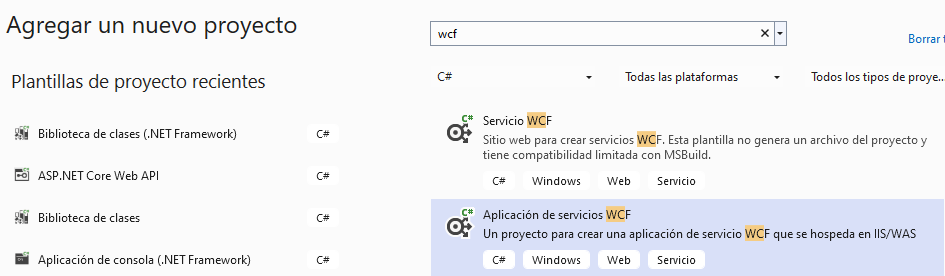 Agregar un nuevo proyecto
wcf
Borrar t
Plantillas de proyecto recientes
C#
Todas las plataformas
Todos los tipos de proye...
Biblioteca de clases (.NET Framework)
C#
ASP.NET Core Web API
C#
Biblioteca de clases
C#
Aplicación de consola (.NET Framework)
C#
C#
Servicio WCF
Sitio web para crear servicios WCF. Esta plantilla no genera un archivo del proyecto y
tiene compatibilidad limitada con MSBuild.
C# Windows Web Servicio
C#
Aplicación de servicios WCF
Un proyecto para crear una aplicación de servicio WCF que se hospeda en IIS/WAS
C# Windows Web Servicio